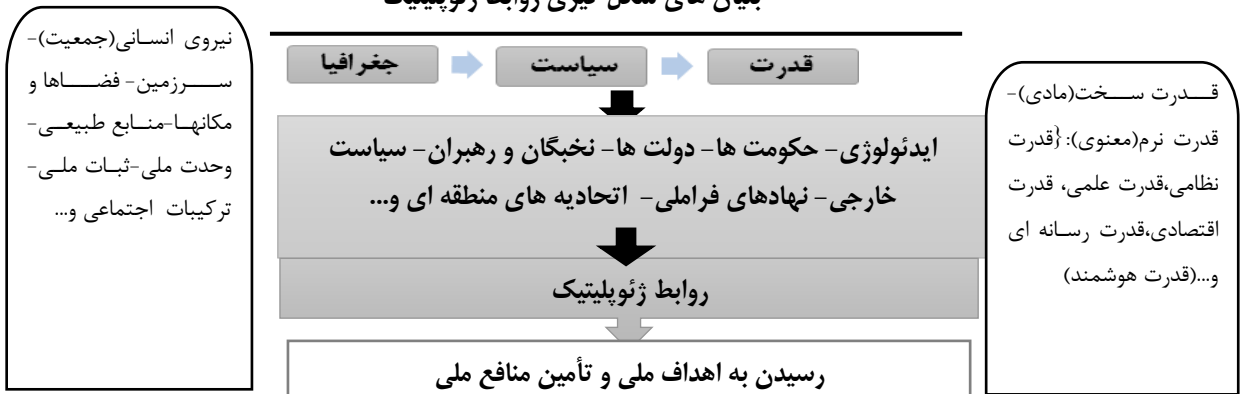 بنیان های شکل گیری روابط ژئوپلیتیک
جغرافیا
سیاست
قدرت
نیروی انسانی(جمعیت)-
سرزمین- فضاها و
مکانها-منابع طبیعی-
وحدت ملی-ثبات ملی-
ترکیبات اجتماعی و...
قدرت سخت(مادی)-
قدرت نرم(معنوی):{قدرت
نظامی،قدرت علمی، قدرت
اقتصادی،قدرت رسانه ای
و...(قدرت هوشمند)
ایدئولوژی- حکومت ها- دولت ها- نخبگان و رهبران- سیاست
خارجی- نهادهای فراملی- اتحادیه های منطقه ای و...
روابط ژئوپلیتیک
رسیدن به اهداف ملی و تأمین منافع ملی